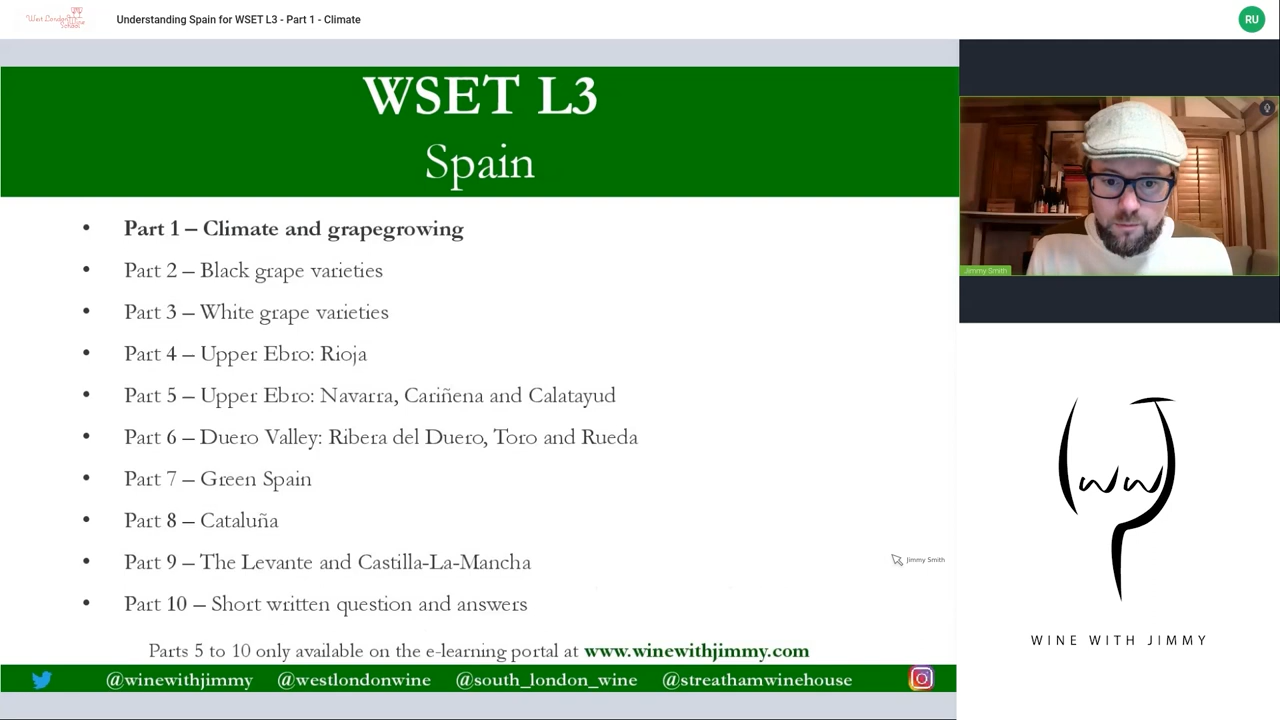 West London Wine School
Understanding Spain for WSET L3 - Part 1 - Climate
RU
WSET L3
Spain
• Part 1 – Climate and grapegrowing
• Part 2 – Black grape varieties
• Part 3 – White grape varieties
• Part 4 – Upper Ebro: Rioja
• Part 5 – Upper Ebro: Navarra, Cariñena and Calatayud
• Part 6 – Duero Valley: Ribera del Duero, Toro and Rueda
• Part 7 – Green Spain
• Part 8 – Cataluña
• Part 9 – The Levante and Castilla-La-Mancha
• Part 10 – Short written question and answers
Parts 5 to 10 only available on the e-learning portal at www.winewithjimmy.com
@winewithjimmy @westlondonwine @south_london_wine @streathamwinehouse
Jimmy Smith
Jimmy Smith
WINE WITH JIMMY